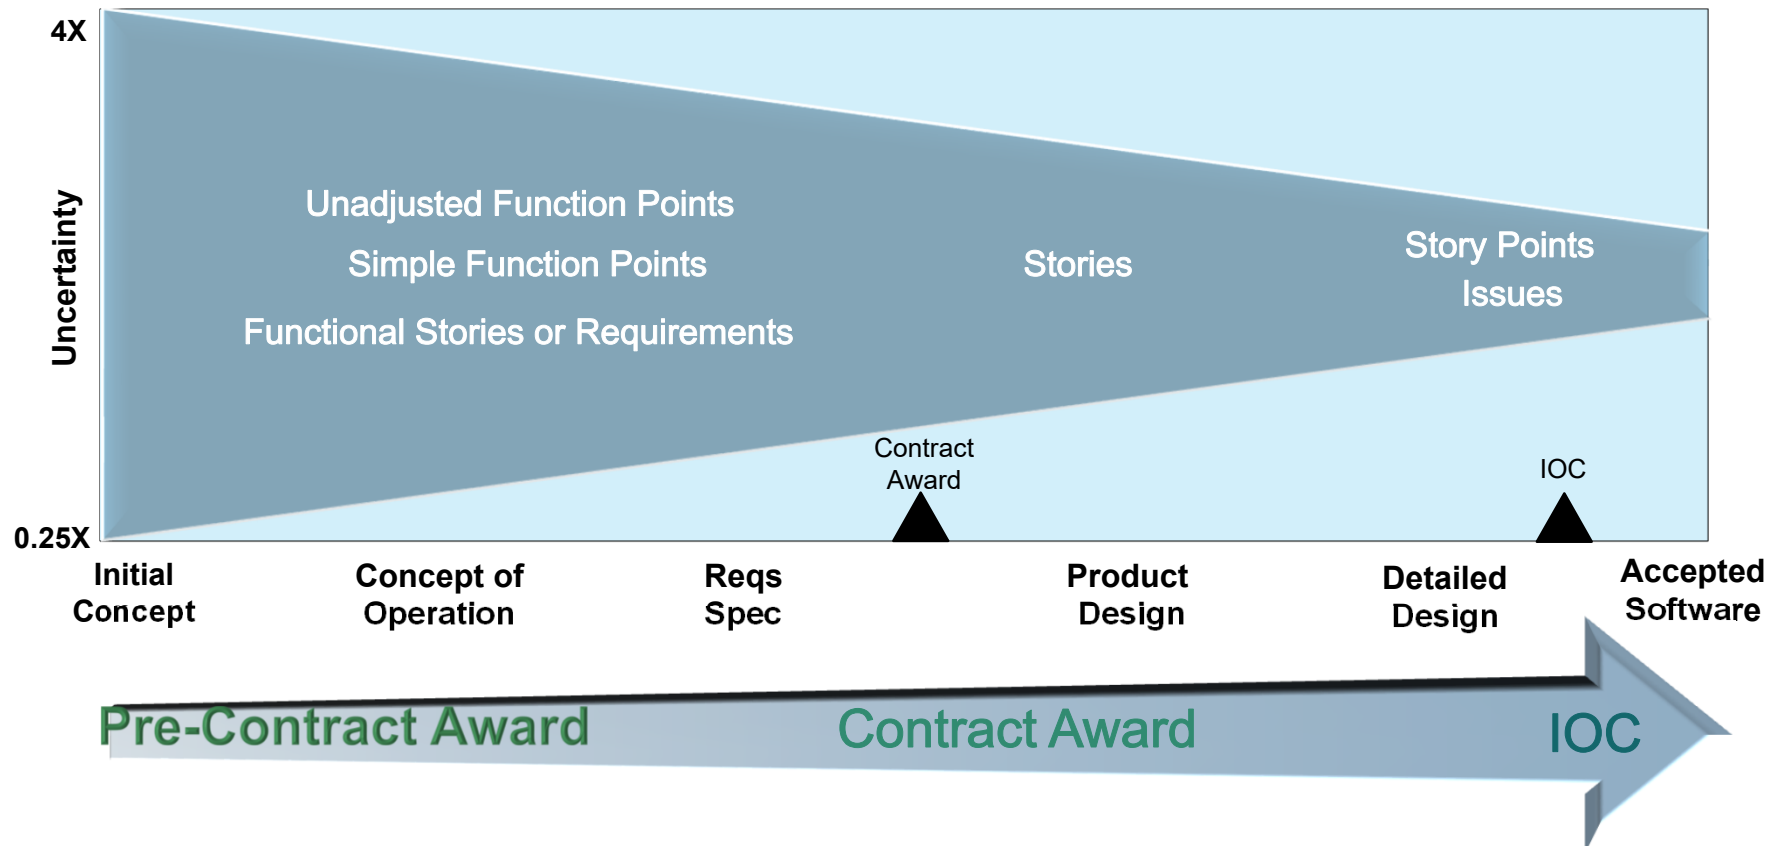 4X
Uncertainty
0.25X
Unadjusted Function Points
Simple Function Points
Functional Stories or Requirements
Stories
Story Points
Issues
Contract
Award
IOC
Initial
Concept
Concept of
Operation
Reqs
Spec
Product
Design
Detailed
Design
Accepted
Software
Pre-Contract Award
Contract Award
IOC